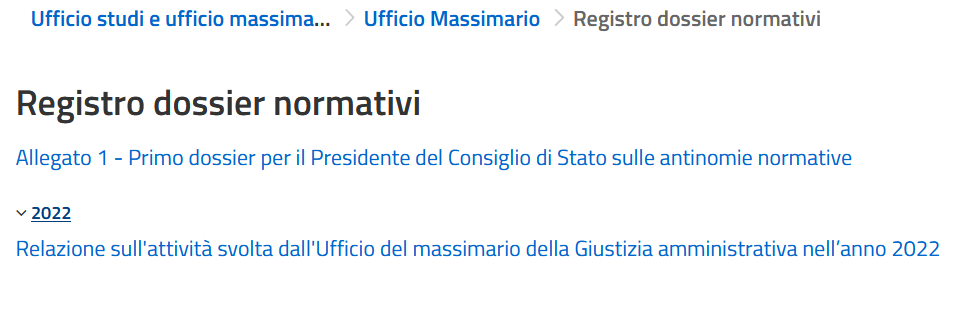 Ufficio studi e ufficio massima... > Ufficio Massimario > Registro dossier normativi
Registro dossier normativi
Allegato 1 - Primo dossier per il Presidente del Consiglio di Stato sulle antinomie normative
2022
Relazione sull'attività svolta dall'Ufficio del massimario della Giustizia amministrativa nell’anno 2022